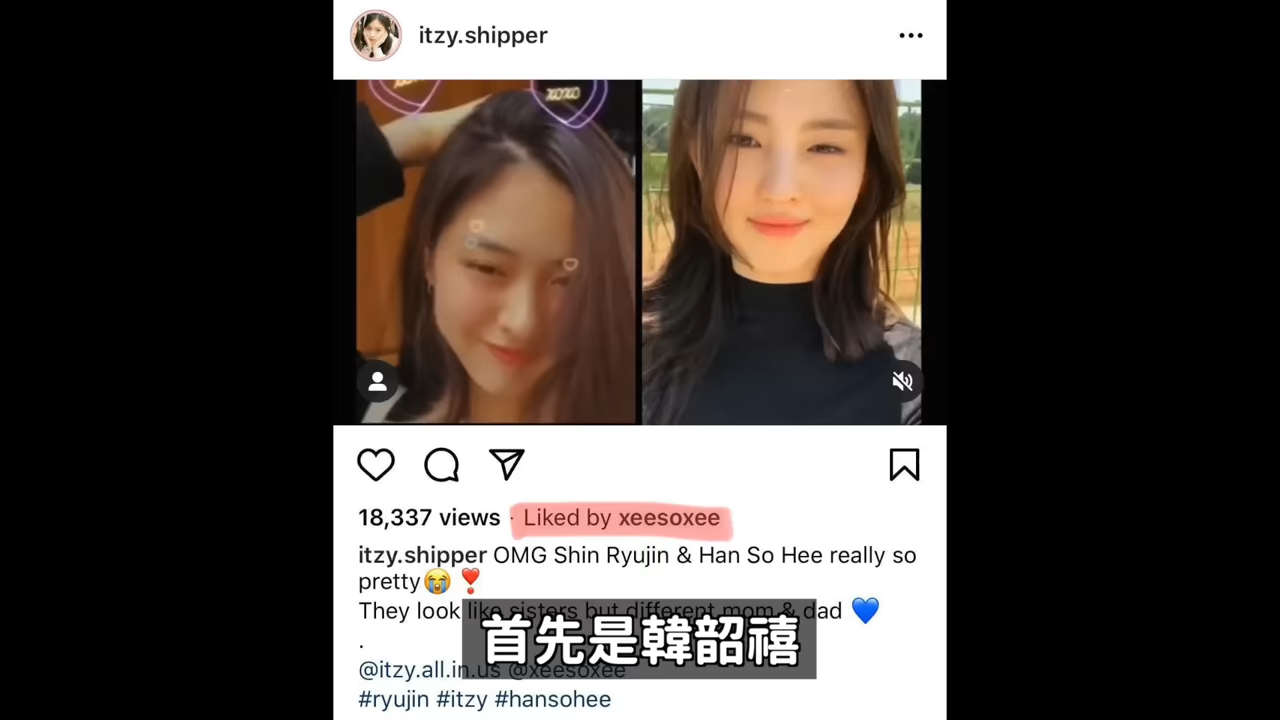 itzy.shipper
XOXO
18,337 views · Liked by xeesoxee
itzy.shipper OMG Shin Ryujin & Han So Hee really so
pretty😭❣️
They look like sisters but different mom & dad 💙
.
首先是韓韶禧
@itzy.all.in.us @xeesoxee
#ryujin #itzy #hansohee